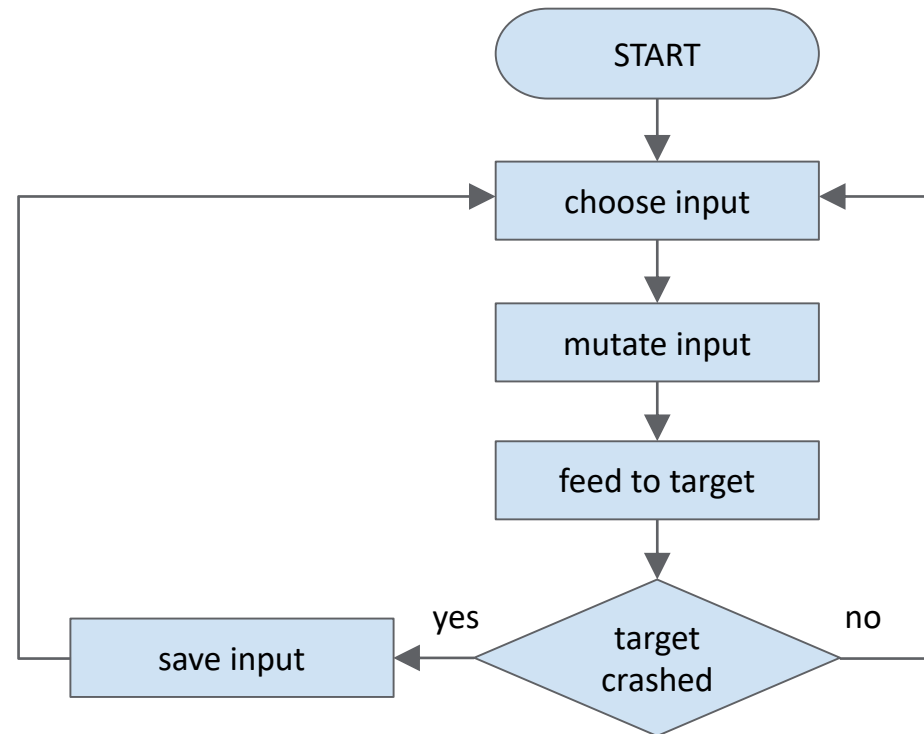 START
choose input
mutate input
feed to target
yes
no
save input
target
crashed